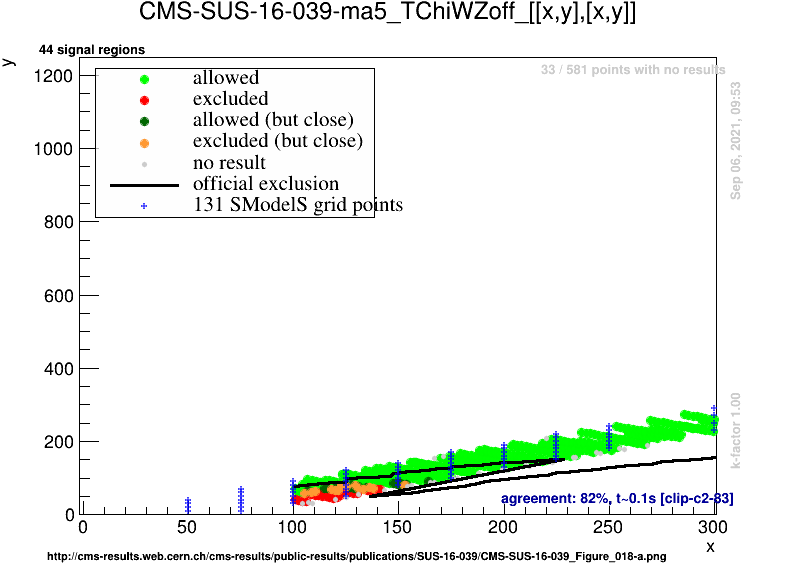 CMS-SUS-16-039-ma5_TChiWZoff_[[x,y],[x,y]]
44 signal regions
y
33 / 581 points with no results
allowed
excluded
allowed (but close)
excluded (but close)
no result
official exclusion
131 SModelS grid points
Sep 06, 2021, 09:53
k-factor 1.00
1200
1000
800
600
400
200
0
agreement: 82%, t~0.1s [clip-c2-83]
0 50 100 150 200 250 300
x
http://cms-results.web.cern.ch/cms-results/public-results/publications/SUS-16-039/CMS-SUS-16-039_Figure_018-a.png